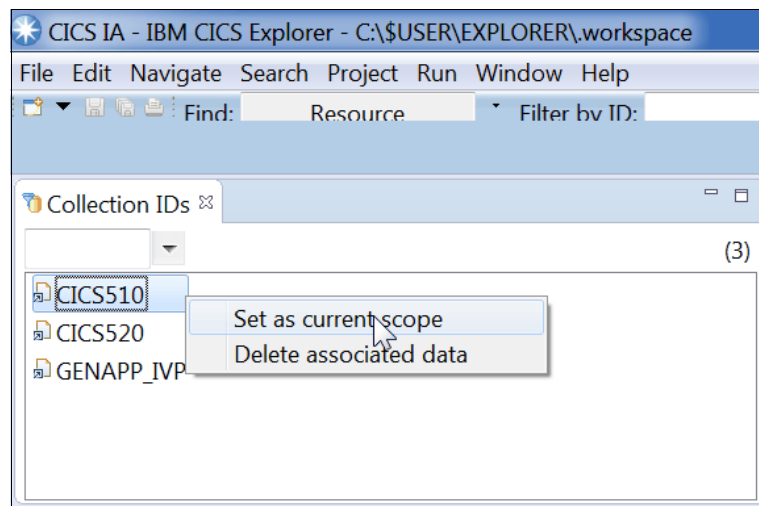 CICS IA - IBM CICS Explorer - C:\$USER\EXPLORER\.workspace
File Edit Navigate Search Project Run Window Help
Find: Resource Filter by ID:
Collection IDs
(3)
CICS510
Set as current scope
CICS520
Delete associated data
GENAPP_IVP